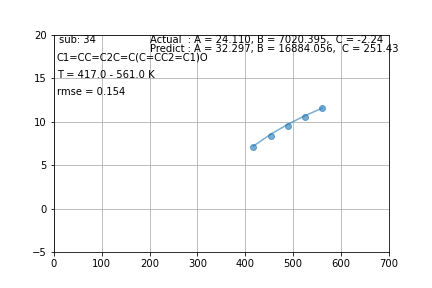 sub: 34
Actual : A = 24.110, B = 7020.395, C = -2.24
Predict : A = 32.297, B = 16884.056, C = 251.43
C1=CC=C2C=C(C=CC2=C1)O
T = 417.0 - 561.0 K
rmse = 0.154
20
15
10
5
0
−5
0 100 200 300 400 500 600 700